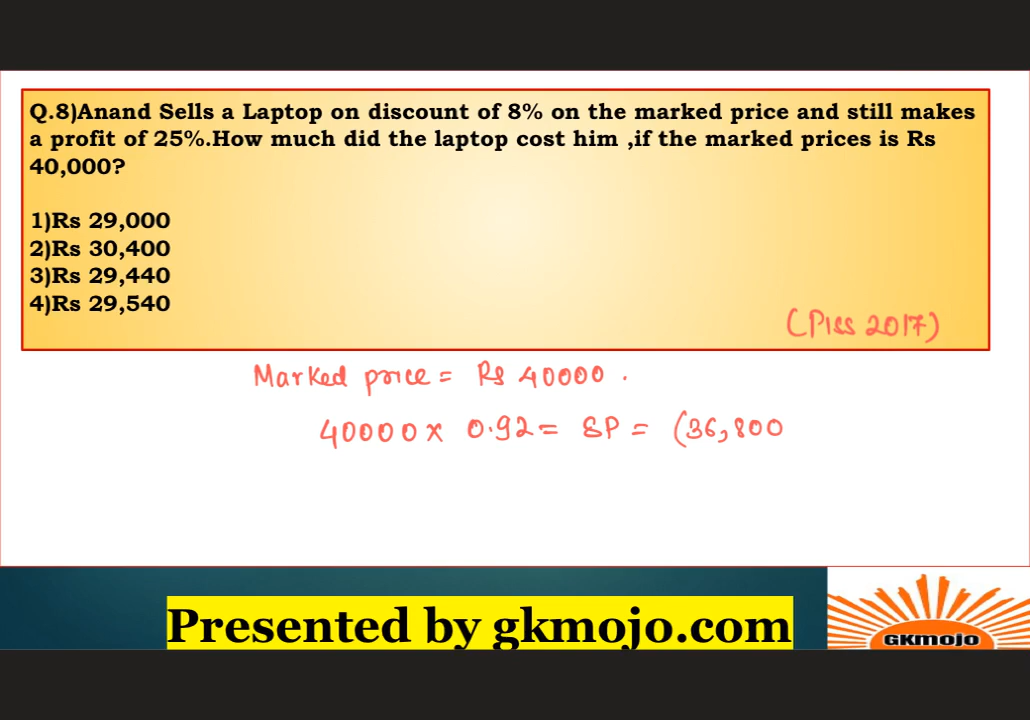 Q.8)Anand Sells a Laptop on discount of 8% on the marked price and still makes
a profit of 25%.How much did the laptop cost him ,if the marked prices is Rs
40,000?
1)Rs 29,000
2)Rs 30,400
3)Rs 29,440
4)Rs 29,540
(Piss 2017)
Marked price = Rs 40000 .
40000 x 0.92 = SP = (36,800
Presented by gkmojo.com
GKmojo